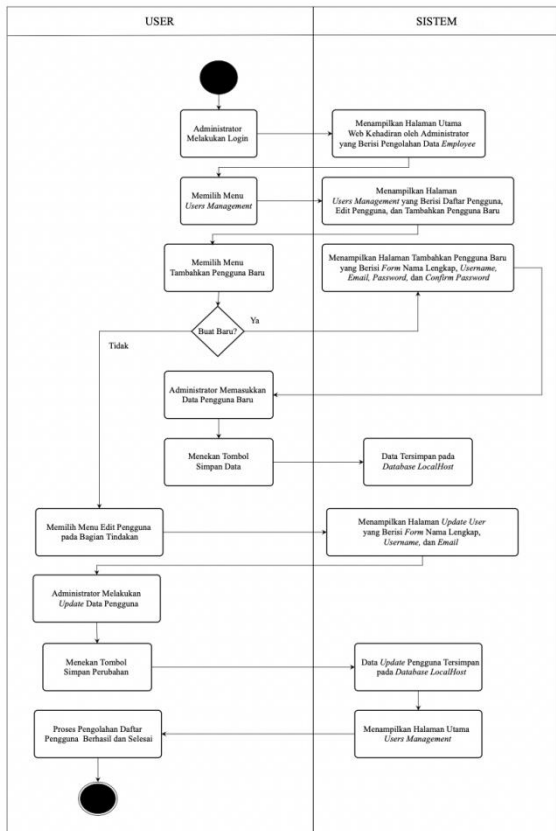 USER
SISTEM
Administrator
Melakukan Login
Menampilkan Halaman Utama
Web Kehadiran oleh Administrator
yang Berisi Pengolahan Data Employee
Memilih Menu
Users Management
Menampilkan Halaman
Users Management yang Berisi Daftar Pengguna,
Edit Pengguna, dan Tambahkan Pengguna Baru
Memilih Menu
Tambahkan Pengguna Baru
Menampilkan Halaman Tambahkan Pengguna Baru
yang Berisi Form Nama Lengkap, Username,
Email, Password, dan Confirm Password
Buat Baru?
Ya
Tidak
Administrator Memasukkan
Data Pengguna Baru
Menekan Tombol
Simpan Data
Data Tersimpan pada
Database LocalHost
Memilih Menu Edit Pengguna
pada Bagian Tindakan
Menampilkan Halaman Update User
yang Berisi Form Nama Lengkap,
Username, dan Email
Administrator Melakukan
Update Data Pengguna
Menekan Tombol
Simpan Perubahan
Data Update Pengguna Tersimpan
pada Database LocalHost
Proses Pengolahan Daftar
Pengguna Berhasil dan Selesai
Menampilkan Halaman Utama
Users Management